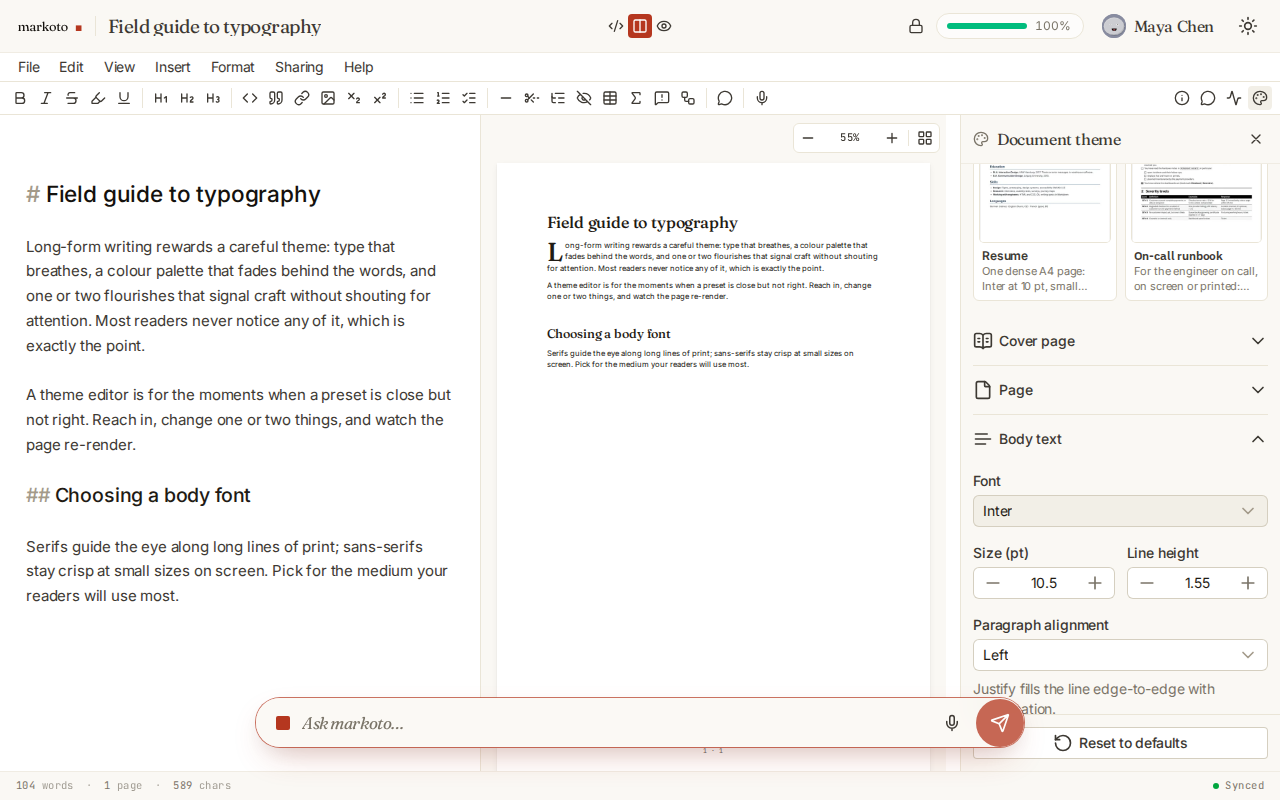 markoto
Field guide to typography
100%
Maya Chen
File Edit View Insert Format Sharing Help
H1 H2 H3
55%
Document theme
# Field guide to typography
Long-form writing rewards a careful theme: type that
breathes, a colour palette that fades behind the words, and
one or two flourishes that signal craft without shouting for
attention. Most readers never notice any of it, which is
exactly the point.
A theme editor is for the moments when a preset is close but
not right. Reach in, change one or two things, and watch the
page re-render.
## Choosing a body font
Serifs guide the eye along long lines of print; sans-serifs
stay crisp at small sizes on screen. Pick for the medium your
readers will use most.
Field guide to typography
Long-form writing rewards a careful theme: type that breathes, a colour palette that
fades behind the words, and one or two flourishes that signal craft without shouting
for attention. Most readers never notice any of it, which is exactly the point.
A theme editor is for the moments when a preset is close but not right. Reach in, change
one or two things, and watch the page re-render.
Choosing a body font
Serifs guide the eye along long lines of print; sans-serifs stay crisp at small sizes on
screen. Pick for the medium your readers will use most.
1 · 1
Resume
One dense A4 page:
Inter at 10 pt, small...
On-call runbook
For the engineer on call,
on screen or printed:...
Cover page
Page
Body text
Font
Inter
Size (pt)
10.5
Line height
1.55
Paragraph alignment
Left
Justify fills the line edge-to-edge with
Reset to defaults
Ask markoto...
104 words · 1 page · 589 chars
Synced